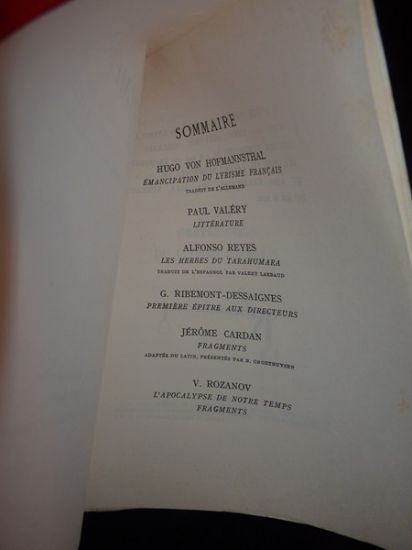 SOMMAIRE
HUGO VON HOFMANNSTHAL
ÉMANCIPATION DU LYRISME FRANÇAIS
TRADUIT DE L'ALLEMAND
PAUL VALÉRY
LITTÉRATURE
ALFONSO REYES
LES HERBES DU TARAHUMARA
TRADUIT DE L'ESPAGNOL PAR VALERY LARBAUD
G. RIBEMONT-DESSAIGNES
PREMIÈRE ÉPITRE AUX DIRECTEURS
JÉRÔME CARDAN
FRAGMENTS
ADAPTÉS DU LATIN, PRÉSENTÉS PAR B. GROETHUYSEN
V. ROZANOV
L'APOCALYPSE DE NOTRE TEMPS
FRAGMENTS